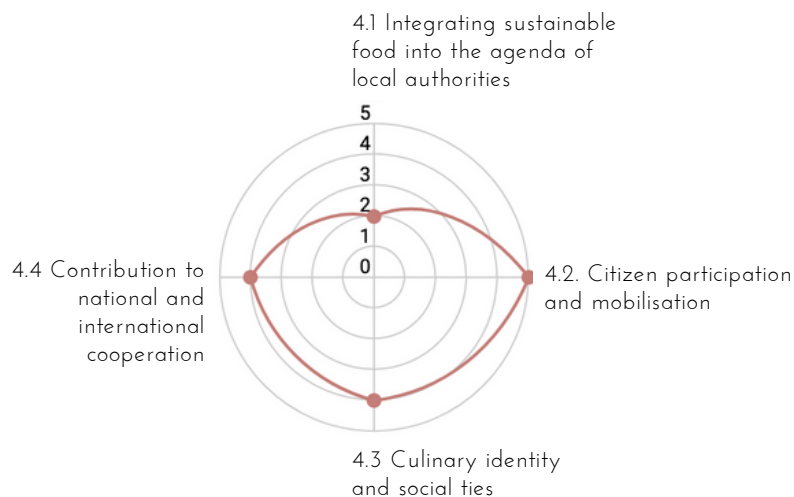 4.1 Integrating sustainable
food into the agenda of
local authorities
5
4
3
2
1
0
4.4 Contribution to
national and
international
cooperation
4.2. Citizen participation
and mobilisation
4.3 Culinary identity
and social ties